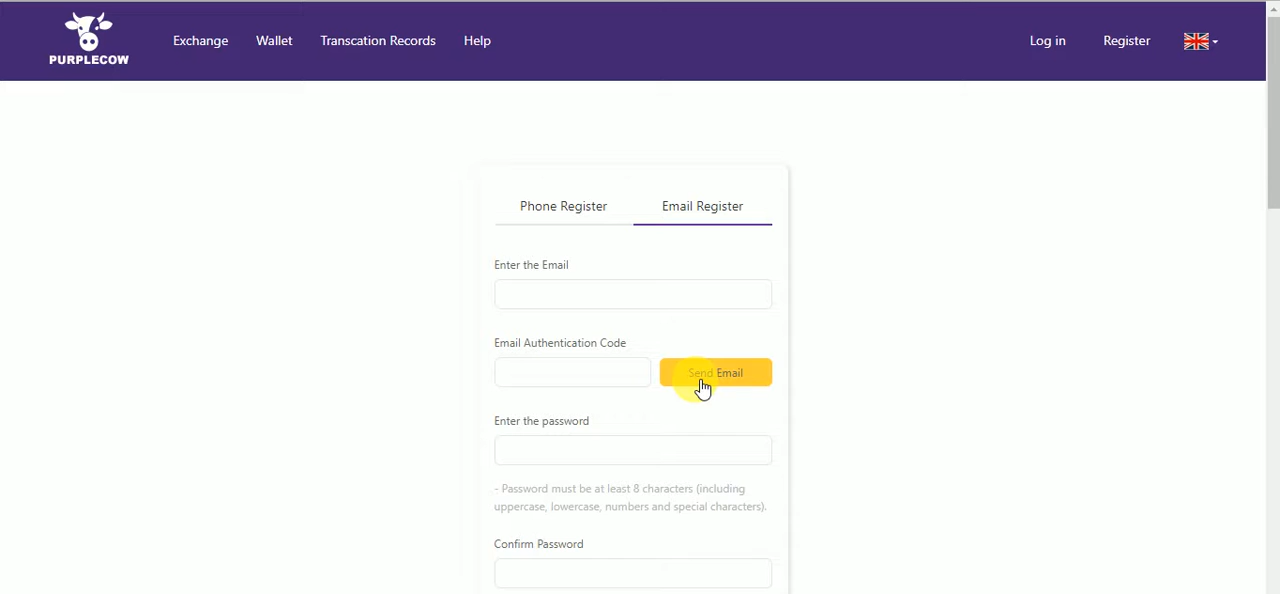 PURPLECOW
Exchange
Wallet
Transcation Records
Help
Log in
Register
Phone Register
Email Register
Enter the Email
Email Authentication Code
Send Email
Enter the password
- Password must be at least 8 characters (including
uppercase, lowercase, numbers and special characters).
Confirm Password